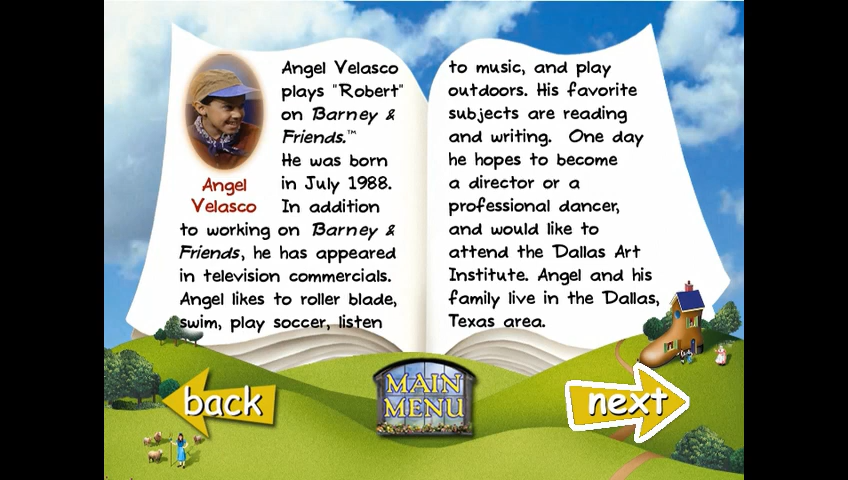 Angel Velasco
plays "Robert"
on Barney &
Friends.™
He was born
in July 1988.
In addition
to working on Barney &
Friends, he has appeared
in television commercials.
Angel likes to roller blade,
swim, play soccer, listen
Angel
Velasco
to music, and play
outdoors. His favorite
subjects are reading
and writing. One day
he hopes to become
a director or a
professional dancer,
and would like to
attend the Dallas Art
Institute. Angel and his
family live in the Dallas,
Texas area.
back
MAIN
MENU
next